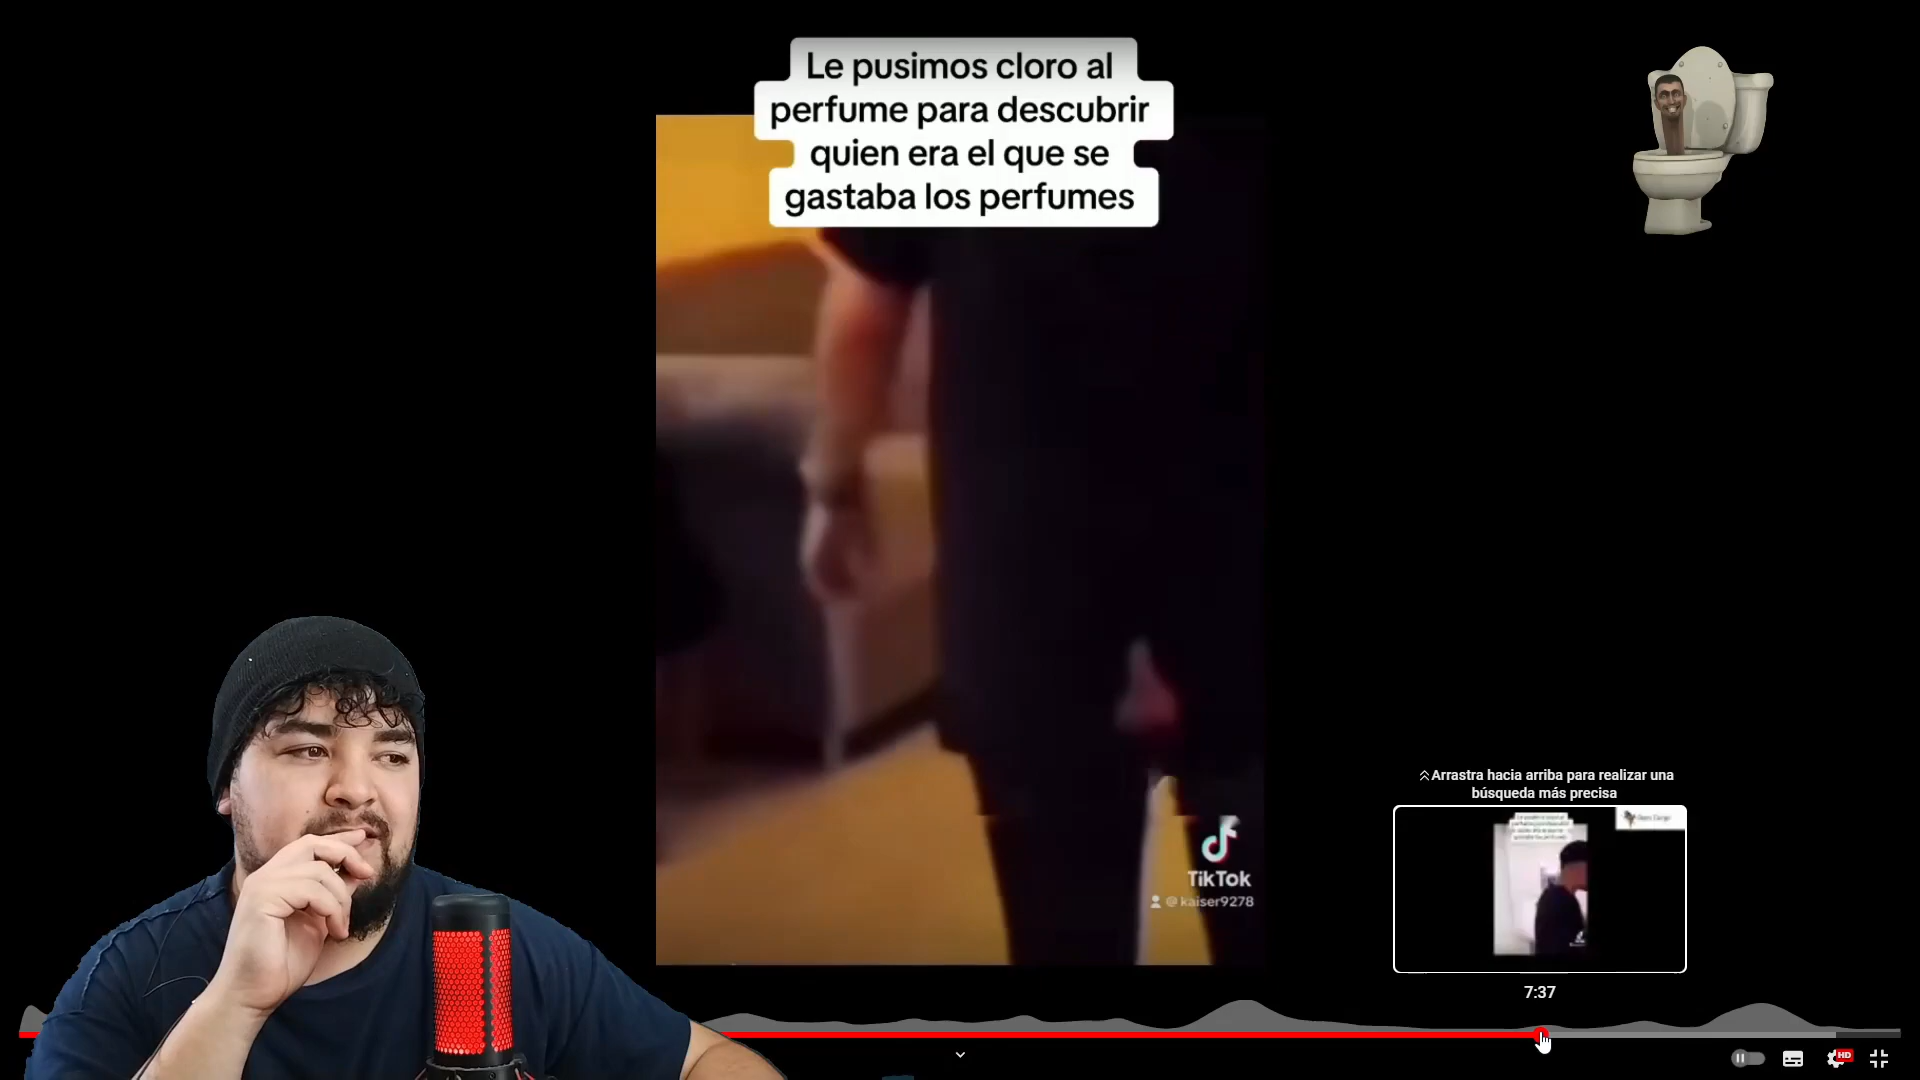 Le pusimos cloro al
perfume para descubrir
quien era el que se
gastaba los perfumes
TikTok
@kaiser9278
Arrastra hacia arriba para realizar una
búsqueda más precisa
7:37
HD